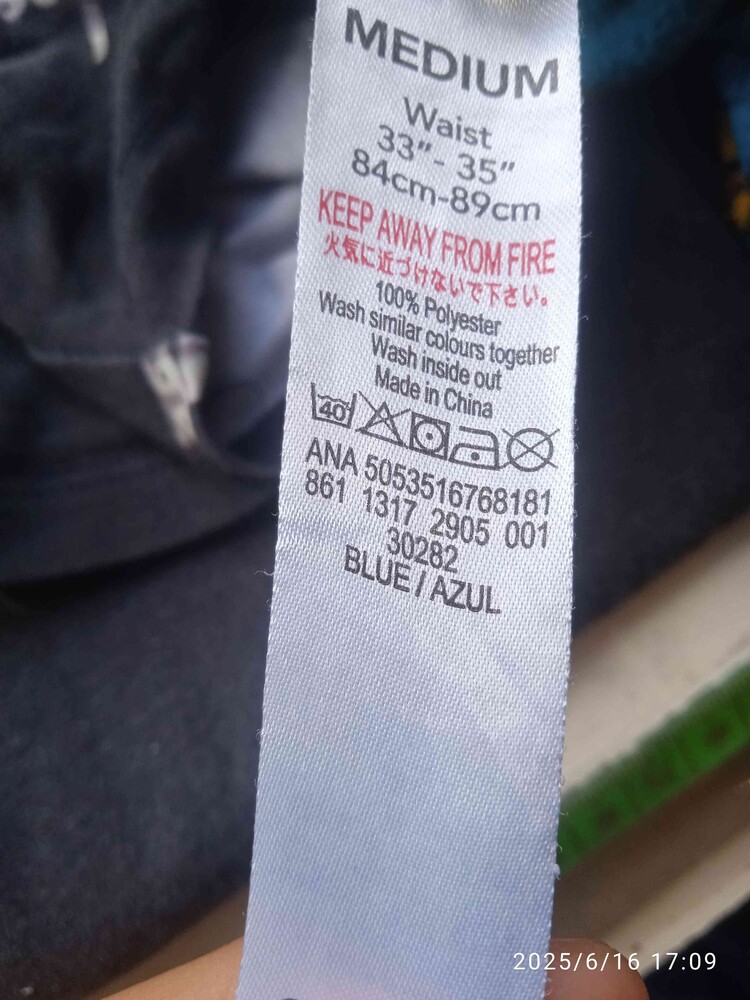 MEDIUM
Waist
33”- 35”
84cm-89cm
KEEP AWAY FROM FIRE
火気に近づけないで下さい。
100% Polyester
Wash similar colours together
Wash inside out
Made in China
40
ANA 5053516768181
861 1317 2905 001
30282
BLUE / AZUL
2025/6/16 17:09